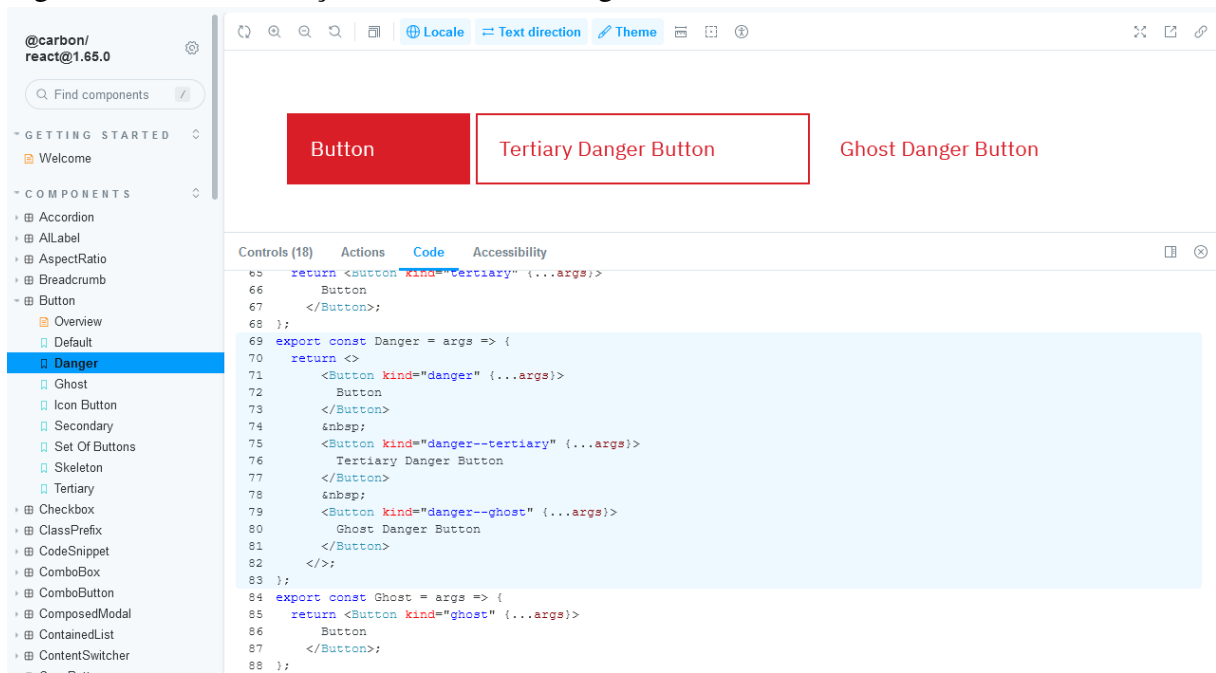 @carbon/
react@1.65.0
Find components /
GETTING STARTED
Welcome
COMPONENTS
Accordion
AILabel
AspectRatio
Breadcrumb
Button
Overview
Default
Danger
Ghost
Icon Button
Secondary
Set Of Buttons
Skeleton
Tertiary
Checkbox
ClassPrefix
CodeSnippet
ComboBox
ComboButton
ComposedModal
ContainedList
ContentSwitcher
Locale Text direction Theme
Button Tertiary Danger Button Ghost Danger Button
Controls (18) Actions Code Accessibility
65 return <Button kind="tertiary" {...args}>
66 Button
67 </Button>;
68 };
69 export const Danger = args => {
70 return <>
71 <Button kind="danger" {...args}>
72 Button
73 </Button>
74 &nbsp;
75 <Button kind="danger--tertiary" {...args}>
76 Tertiary Danger Button
77 </Button>
78 &nbsp;
79 <Button kind="danger--ghost" {...args}>
80 Ghost Danger Button
81 </Button>
82 </>;
83 };
84 export const Ghost = args => {
85 return <Button kind="ghost" {...args}>
86 Button
87 </Button>;
88 };